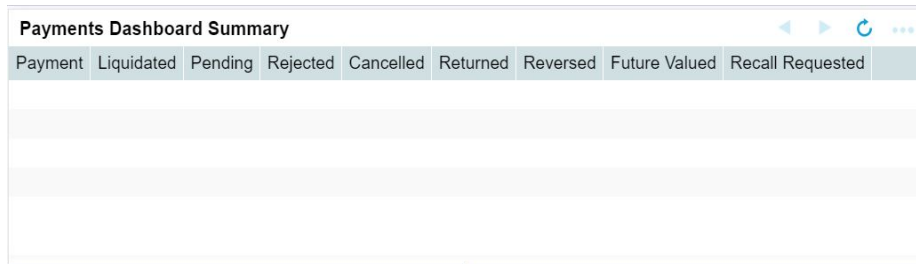 Payments Dashboard Summary
Payment Liquidated Pending Rejected Cancelled Returned Reversed Future Valued Recall Requested